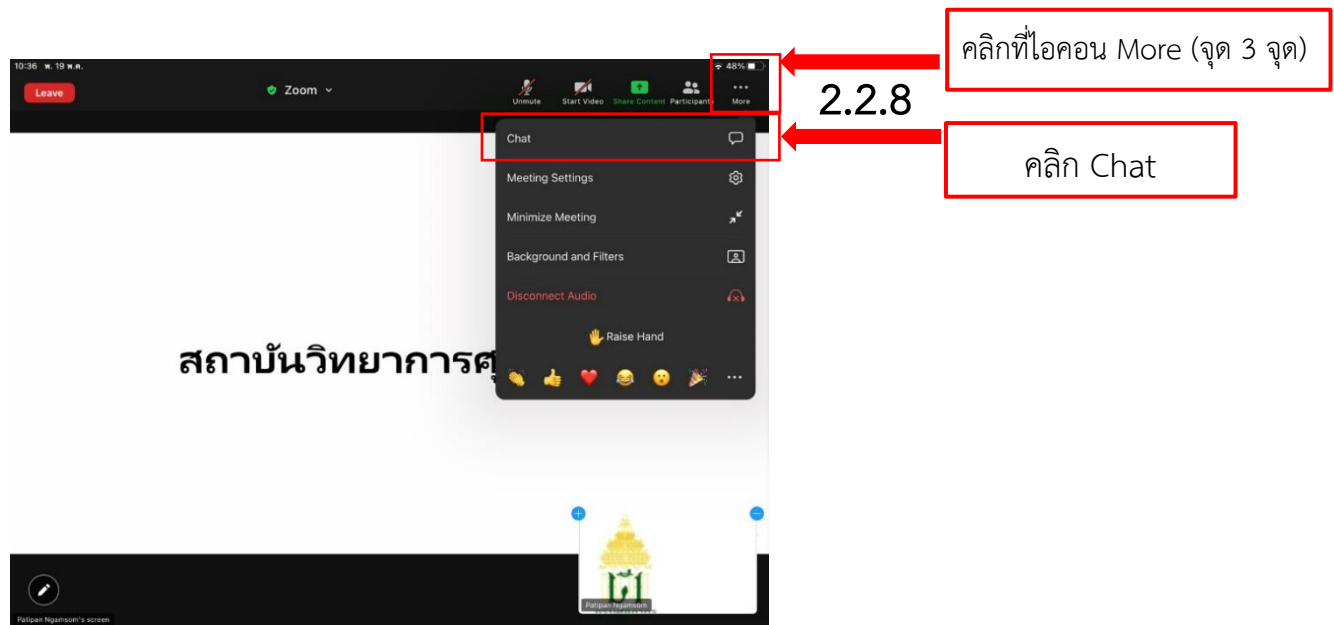 คลิกที่ไอคอน More (จุด 3 จุด)
10:36 พ. 19 พ.ค.
48%
Leave
Zoom
Unmute
Start Video
Share Content
Participants
More
2.2.8
Chat
คลิก Chat
Meeting Settings
Minimize Meeting
Background and Filters
Disconnect Audio
Raise Hand
สถาบันวิทยาการศุ
Patipan Ngamsom
Patipan Ngamsom's screen